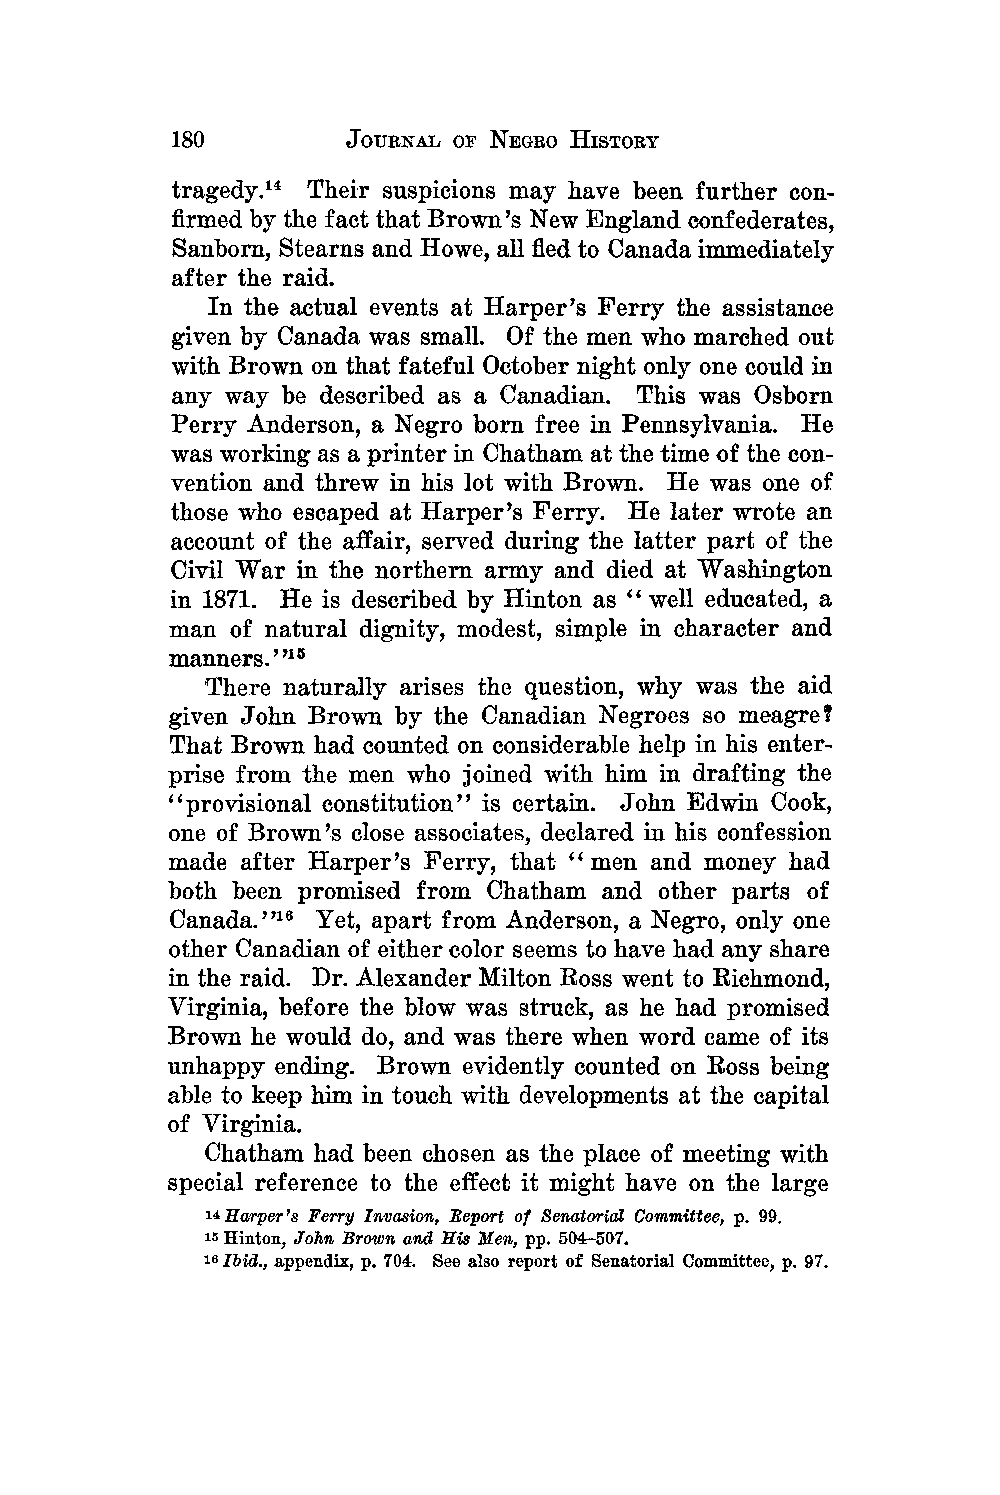 180 JOURNAL OF NEGRO HISTORY
tragedy.¹⁴ Their suspicions may have been further con-
firmed by the fact that Brown's New England confederates,
Sanborn, Stearns and Howe, all fled to Canada immediately
after the raid.
In the actual events at Harper's Ferry the assistance
given by Canada was small. Of the men who marched out
with Brown on that fateful October night only one could in
any way be described as a Canadian. This was Osborn
Perry Anderson, a Negro born free in Pennsylvania. He
was working as a printer in Chatham at the time of the con-
vention and threw in his lot with Brown. He was one of
those who escaped at Harper's Ferry. He later wrote an
account of the affair, served during the latter part of the
Civil War in the northern army and died at Washington
in 1871. He is described by Hinton as "well educated, a
man of natural dignity, modest, simple in character and
manners."¹⁵
There naturally arises the question, why was the aid
given John Brown by the Canadian Negroes so meagre?
That Brown had counted on considerable help in his enter-
prise from the men who joined with him in drafting the
"provisional constitution" is certain. John Edwin Cook,
one of Brown's close associates, declared in his confession
made after Harper's Ferry, that "men and money had
both been promised from Chatham and other parts of
Canada."¹⁶ Yet, apart from Anderson, a Negro, only one
other Canadian of either color seems to have had any share
in the raid. Dr. Alexander Milton Ross went to Richmond,
Virginia, before the blow was struck, as he had promised
Brown he would do, and was there when word came of its
unhappy ending. Brown evidently counted on Ross being
able to keep him in touch with developments at the capital
of Virginia.
Chatham had been chosen as the place of meeting with
special reference to the effect it might have on the large
¹⁴ Harper's Ferry Invasion, Report of Senatorial Committee, p. 99.
¹⁵ Hinton, John Brown and His Men, pp. 504–507.
¹⁶ Ibid., appendix, p. 704. See also report of Senatorial Committee, p. 97.